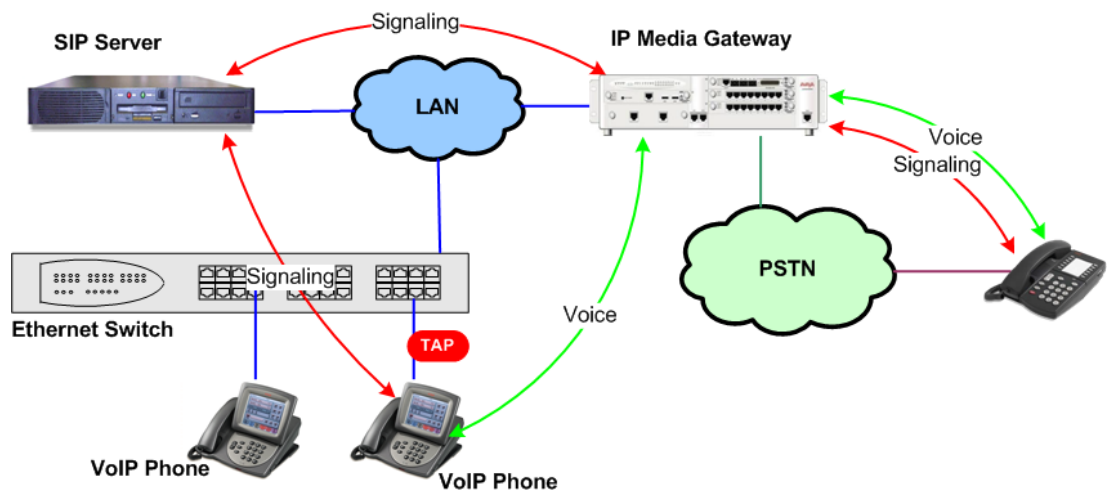 SIP Server
Signaling
IP Media Gateway
LAN
Voice
Signaling
Signaling
PSTN
Ethernet Switch
Voice
TAP
VoIP Phone
VoIP Phone